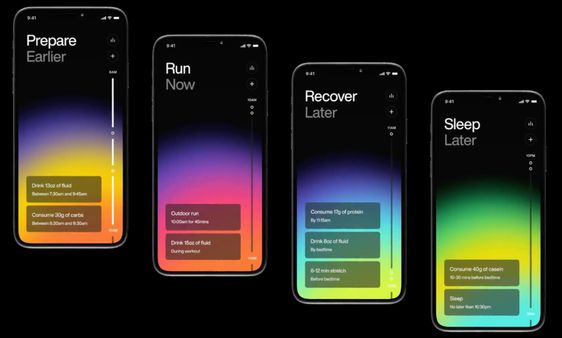 9:41
Prepare
Earlier
8AM
Drink 13oz of fluid
Between 7:30am and 9:45am
Consume 30g of carbs
Between 8:30am and 9:30am
9:41
Run
Now
10AM
Outdoor run
10:00am for 45mins
Drink 15oz of fluid
During workout
9:41
Recover
Later
11AM
Consume 17g of protein
By 11:15am
Drink 8oz of fluid
By bedtime
6-12 min stretch
Before bedtime
9:41
Sleep
Later
10PM
Consume 40g of casein
10-30 mins before bedtime
Sleep
No later than 10:30pm